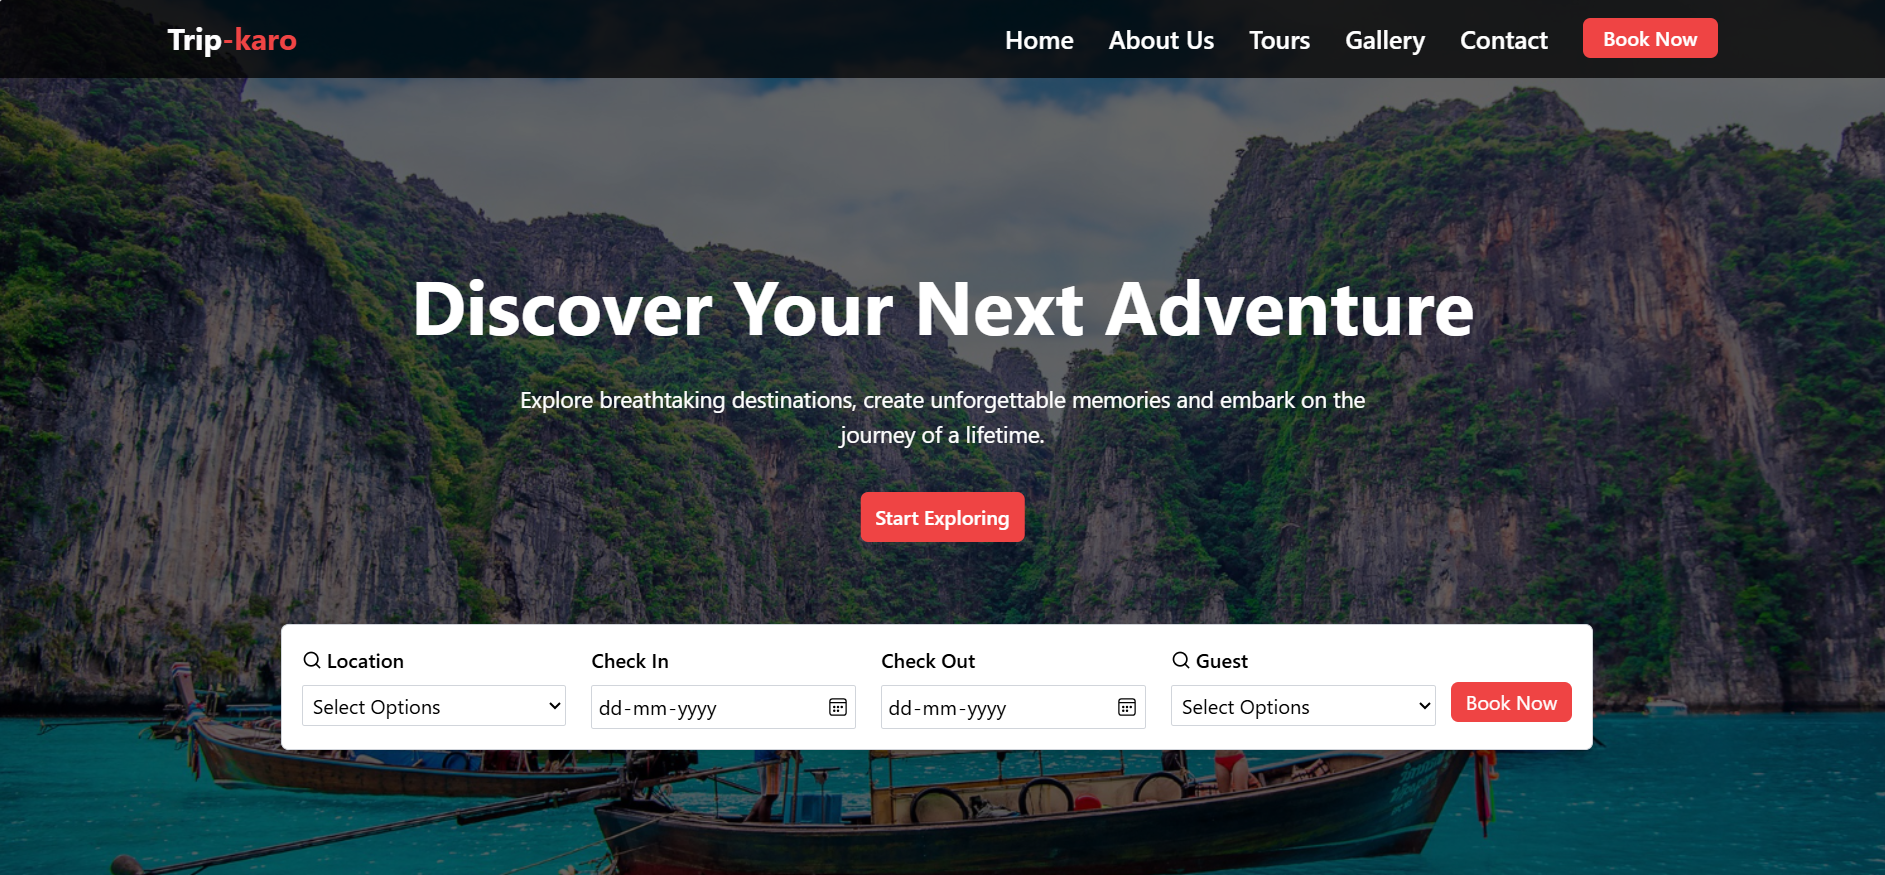 Trip-karo
Home About Us Tours Gallery Contact Book Now
Discover Your Next Adventure
Explore breathtaking destinations, create unforgettable memories and embark on the
journey of a lifetime.
Start Exploring
Location Check In Check Out Guest
Select Options dd-mm-yyyy dd-mm-yyyy Select Options Book Now